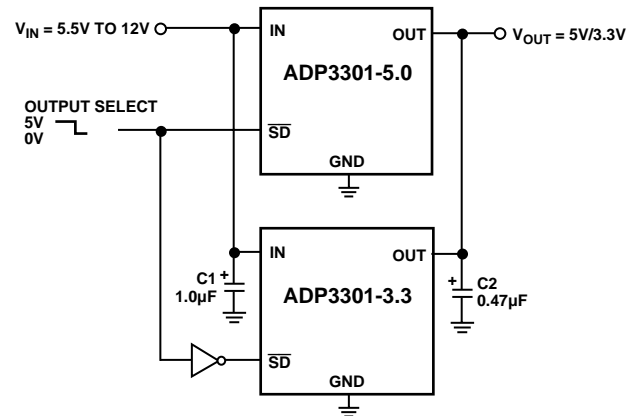 V_IN = 5.5V TO 12V
IN
OUT
V_OUT = 5V/3.3V
ADP3301-5.0
OUTPUT SELECT
5V
0V
SD
GND
IN
OUT
C1 +
1.0µF
ADP3301-3.3
+ C2
0.47µF
SD
GND